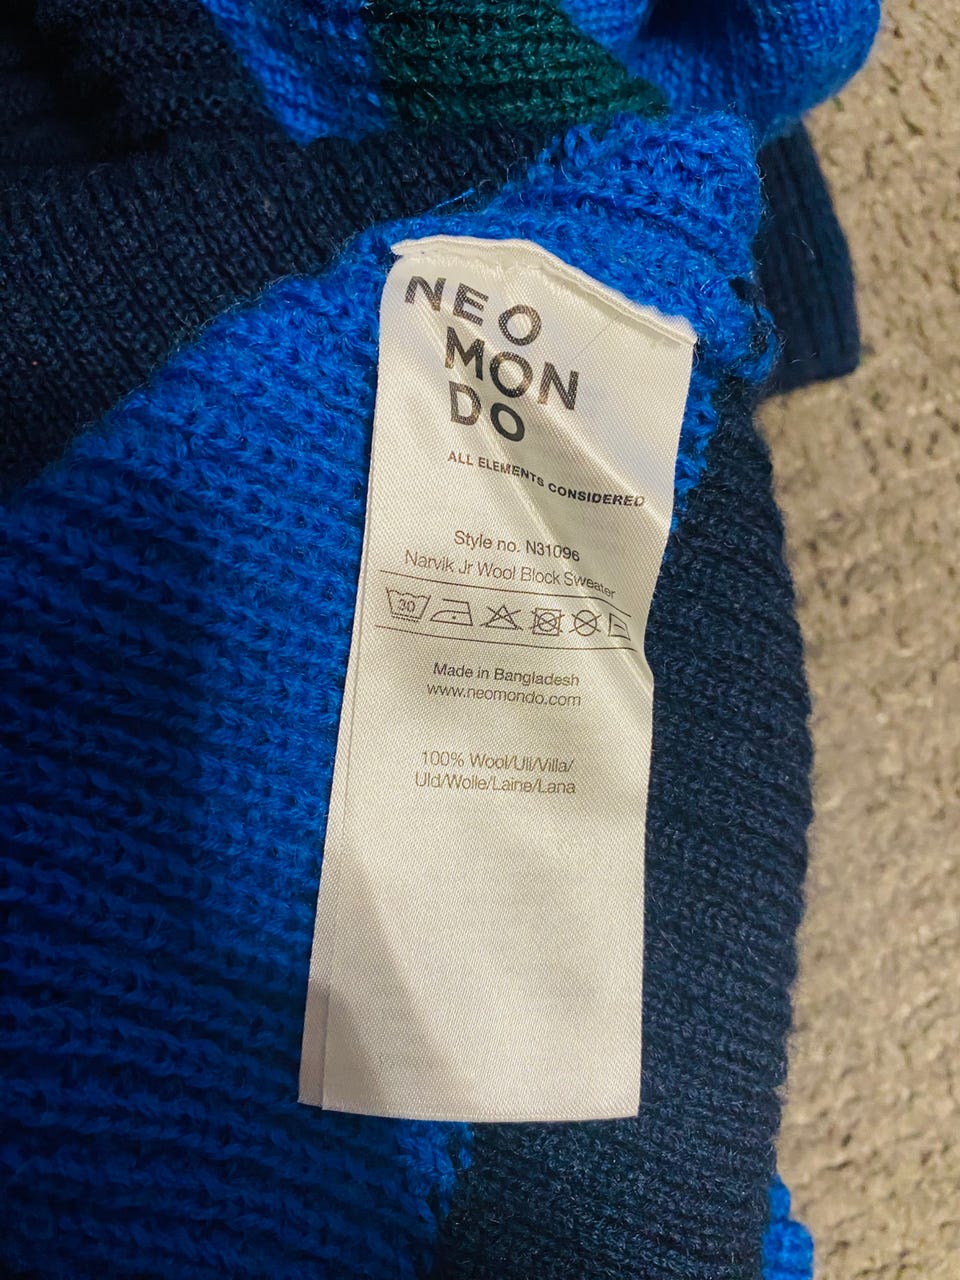 NEO
MON
DO
ALL ELEMENTS CONSIDERED
Style no. N31096
Narvik Jr Wool Block Sweater
30
Made in Bangladesh
www.neomondo.com
100% Wool/Ull/Villa/
Uld/Wolle/Laine/Lana